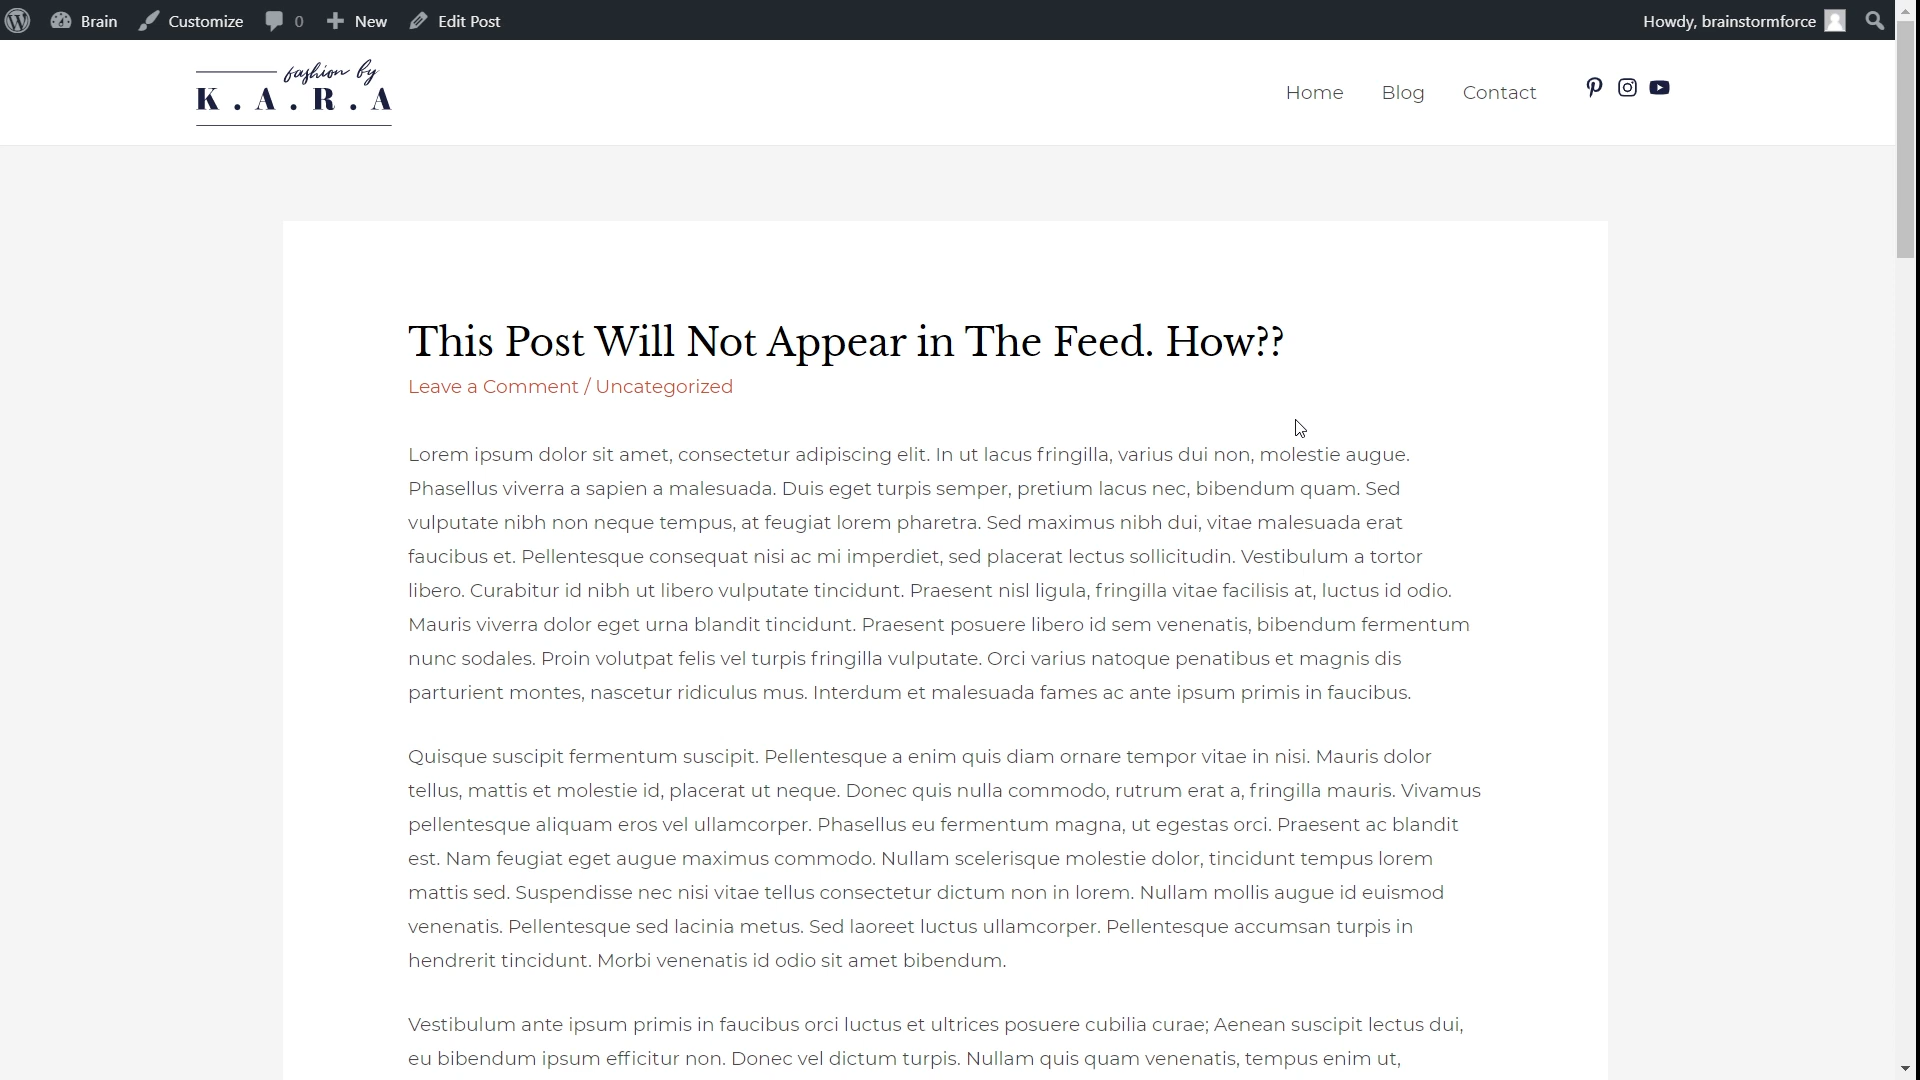 Brain Customize 0 New Edit Post Howdy, brainstormforce
fashion by
K.A.R.A
Home Blog Contact
This Post Will Not Appear in The Feed. How??
Leave a Comment / Uncategorized
Lorem ipsum dolor sit amet, consectetur adipiscing elit. In ut lacus fringilla, varius dui non, molestie augue.
Phasellus viverra a sapien a malesuada. Duis eget turpis semper, pretium lacus nec, bibendum quam. Sed
vulputate nibh non neque tempus, at feugiat lorem pharetra. Sed maximus nibh dui, vitae malesuada erat
faucibus et. Pellentesque consequat nisi ac mi imperdiet, sed placerat lectus sollicitudin. Vestibulum a tortor
libero. Curabitur id nibh ut libero vulputate tincidunt. Praesent nisl ligula, fringilla vitae facilisis at, luctus id odio.
Mauris viverra dolor eget urna blandit tincidunt. Praesent posuere libero id sem venenatis, bibendum fermentum
nunc sodales. Proin volutpat felis vel turpis fringilla vulputate. Orci varius natoque penatibus et magnis dis
parturient montes, nascetur ridiculus mus. Interdum et malesuada fames ac ante ipsum primis in faucibus.
Quisque suscipit fermentum suscipit. Pellentesque a enim quis diam ornare tempor vitae in nisi. Mauris dolor
tellus, mattis et molestie id, placerat ut neque. Donec quis nulla commodo, rutrum erat a, fringilla mauris. Vivamus
pellentesque aliquam eros vel ullamcorper. Phasellus eu fermentum magna, ut egestas orci. Praesent ac blandit
est. Nam feugiat eget augue maximus commodo. Nullam scelerisque molestie dolor, tincidunt tempus lorem
mattis sed. Suspendisse nec nisi vitae tellus consectetur dictum non in lorem. Nullam mollis augue id euismod
venenatis. Pellentesque sed lacinia metus. Sed laoreet luctus ullamcorper. Pellentesque accumsan turpis in
hendrerit tincidunt. Morbi venenatis id odio sit amet bibendum.
Vestibulum ante ipsum primis in faucibus orci luctus et ultrices posuere cubilia curae; Aenean suscipit lectus dui,
eu bibendum ipsum efficitur non. Donec vel dictum turpis. Nullam quis quam venenatis, tempus enim ut,